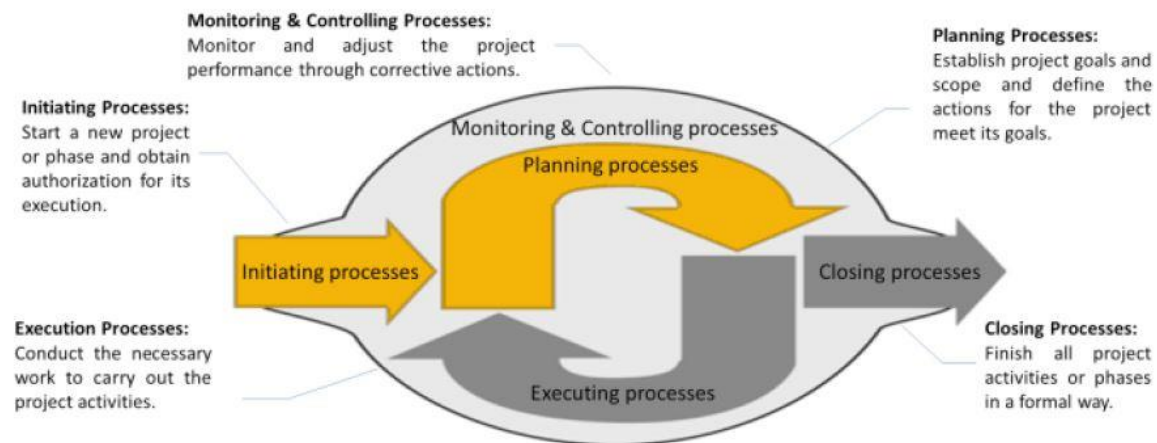 Monitoring & Controlling Processes:
Monitor and adjust the project
performance through corrective actions.
Planning Processes:
Establish project goals and
scope and define the
actions for the project
meet its goals.
Initiating Processes:
Start a new project
or phase and obtain
authorization for its
execution.
Monitoring & Controlling processes
Planning processes
Initiating processes
Closing processes
Executing processes
Execution Processes:
Conduct the necessary
work to carry out the
project activities.
Closing Processes:
Finish all project
activities or phases
in a formal way.